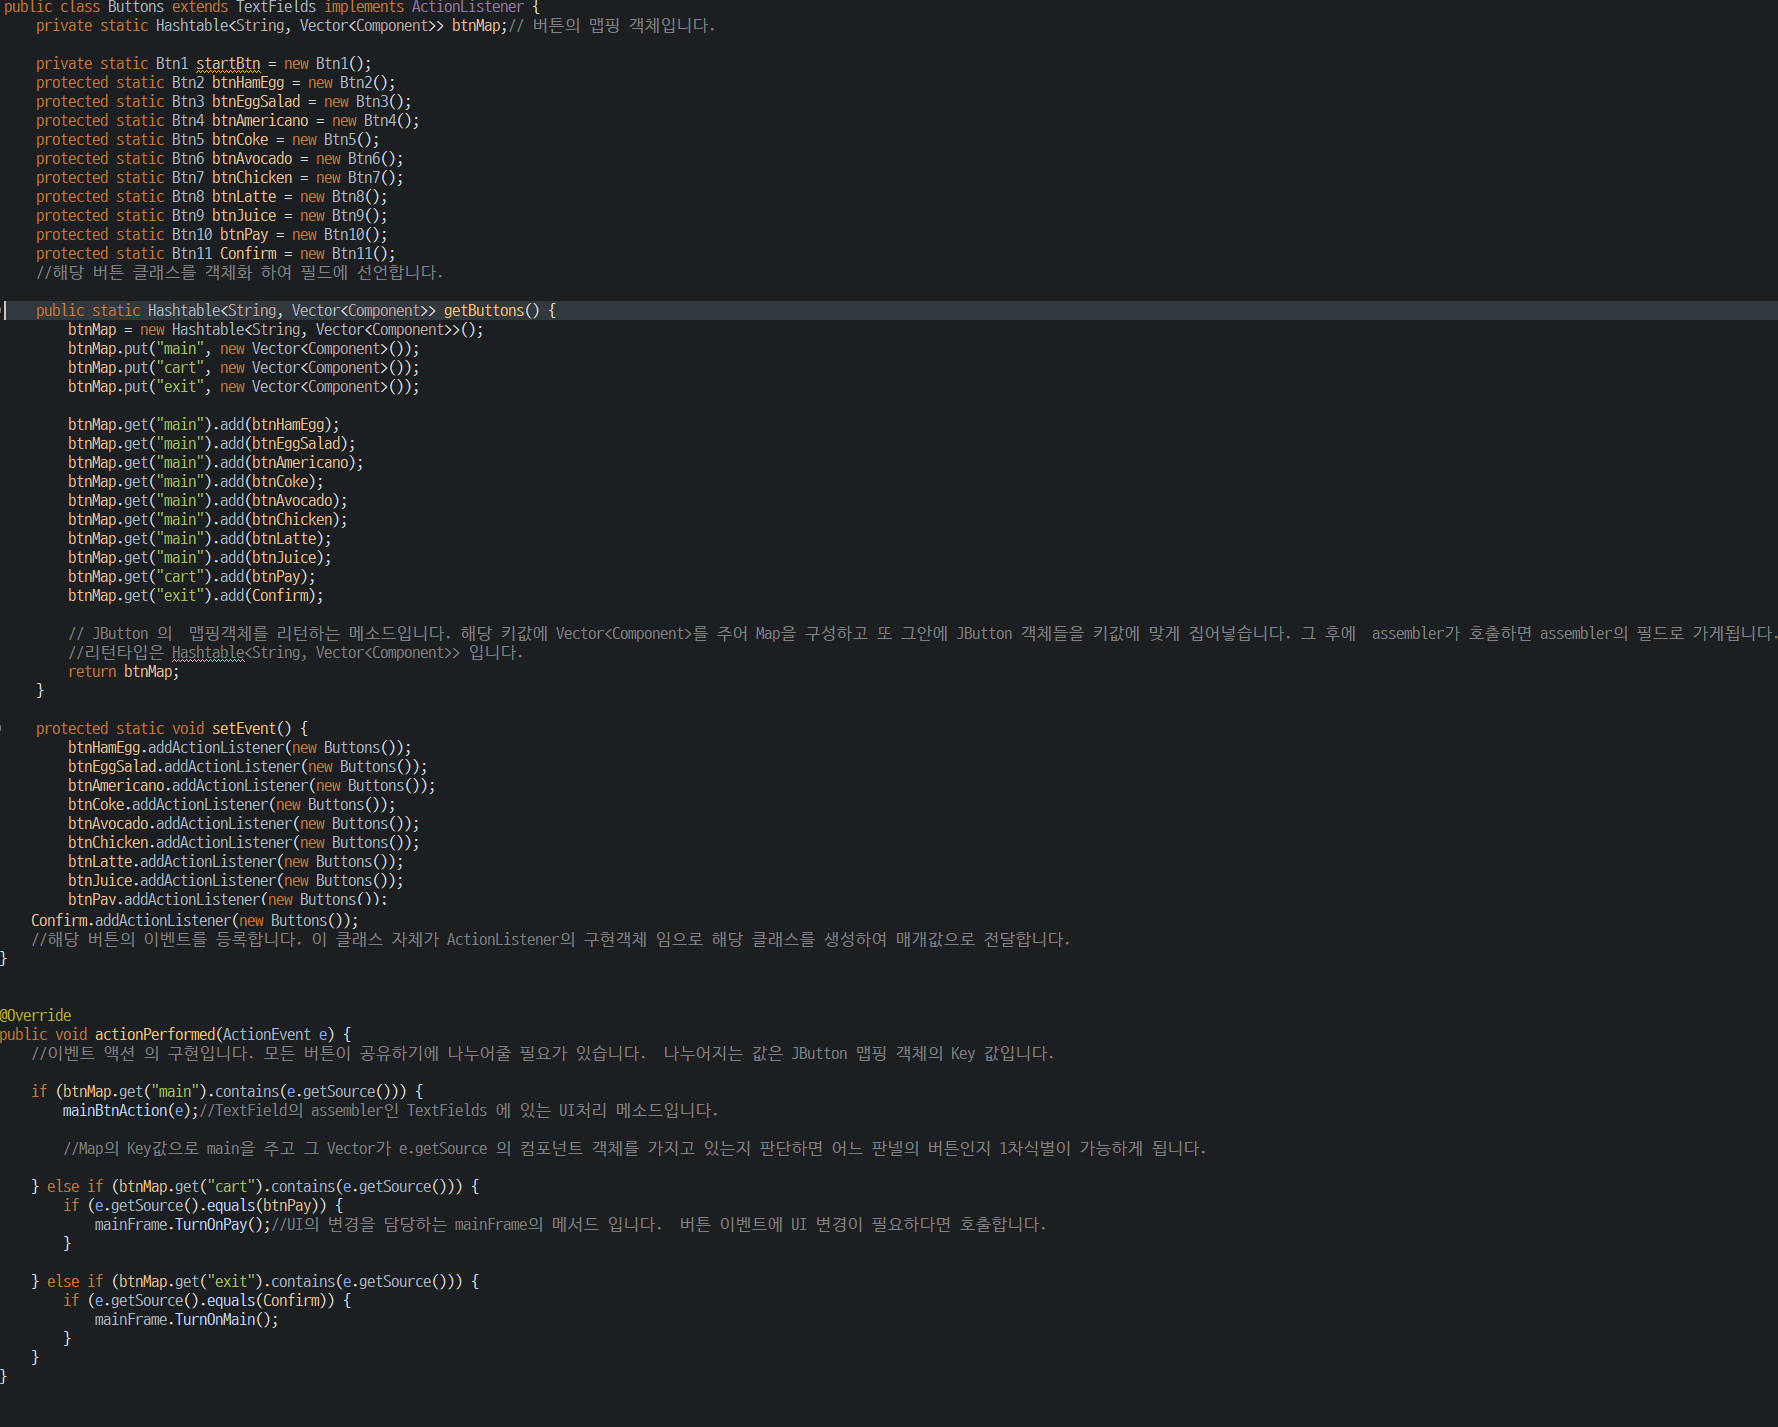 public class Buttons extends TextFields implements ActionListener {
private static Hashtable<String, Vector<Component>> btnMap;// 버튼의 맵핑 객체입니다.
private static Btn1 startBtn = new Btn1();
protected static Btn2 btnHamEgg = new Btn2();
protected static Btn3 btnEggSalad = new Btn3();
protected static Btn4 btnAmericano = new Btn4();
protected static Btn5 btnCoke = new Btn5();
protected static Btn6 btnAvocado = new Btn6();
protected static Btn7 btnChicken = new Btn7();
protected static Btn8 btnLatte = new Btn8();
protected static Btn9 btnJuice = new Btn9();
protected static Btn10 btnPay = new Btn10();
protected static Btn11 Confirm = new Btn11();
//해당 버튼 클래스를 객체화 하여 필드에 선언합니다.
public static Hashtable<String, Vector<Component>> getButtons() {
btnMap = new Hashtable<String, Vector<Component>>();
btnMap.put("main", new Vector<Component>());
btnMap.put("cart", new Vector<Component>());
btnMap.put("exit", new Vector<Component>());
btnMap.get("main").add(btnHamEgg);
btnMap.get("main").add(btnEggSalad);
btnMap.get("main").add(btnAmericano);
btnMap.get("main").add(btnCoke);
btnMap.get("main").add(btnAvocado);
btnMap.get("main").add(btnChicken);
btnMap.get("main").add(btnLatte);
btnMap.get("main").add(btnJuice);
btnMap.get("cart").add(btnPay);
btnMap.get("exit").add(Confirm);
// JButton 의  맵핑객체를 리턴하는 메소드입니다. 해당 키값에 Vector<Component>를 주어 Map을 구성하고 또 그안에 JButton 객체들을 키값에 맞게 집어넣습니다. 그 후에  assembler가 호출하면 assembler의 필드로 가게됩니다.
//리턴타입은 Hashtable<String, Vector<Component>> 입니다.
return btnMap;
}
protected static void setEvent() {
btnHamEgg.addActionListener(new Buttons());
btnEggSalad.addActionListener(new Buttons());
btnAmericano.addActionListener(new Buttons());
btnCoke.addActionListener(new Buttons());
btnAvocado.addActionListener(new Buttons());
btnChicken.addActionListener(new Buttons());
btnLatte.addActionListener(new Buttons());
btnJuice.addActionListener(new Buttons());
btnPay.addActionListener(new Buttons());
Confirm.addActionListener(new Buttons());
//해당 버튼의 이벤트를 등록합니다. 이 클래스 자체가 ActionListener의 구현객체 임으로 해당 클래스를 생성하여 매개값으로 전달합니다.
}
@Override
public void actionPerformed(ActionEvent e) {
//이벤트 액션 의 구현입니다. 모든 버튼이 공유하기에 나누어줄 필요가 있습니다.  나누어지는 값은 JButton 맵핑 객체의 Key 값입니다.
if (btnMap.get("main").contains(e.getSource())) {
mainBtnAction(e);//TextField의 assembler인 TextFields 에 있는 UI처리 메소드입니다.
//Map의 Key값으로 main을 주고 그 Vector가 e.getSource 의 컴포넌트 객체를 가지고 있는지 판단하면 어느 판넬의 버튼인지 1차식별이 가능하게 됩니다.
} else if (btnMap.get("cart").contains(e.getSource())) {
if (e.getSource().equals(btnPay)) {
mainFrame.TurnOnPay();//UI의 변경을 담당하는 mainFrame의 메서드 입니다.  버튼 이벤트에 UI 변경이 필요하다면 호출합니다.
}
} else if (btnMap.get("exit").contains(e.getSource())) {
if (e.getSource().equals(Confirm)) {
mainFrame.TurnOnMain();
}
}
}